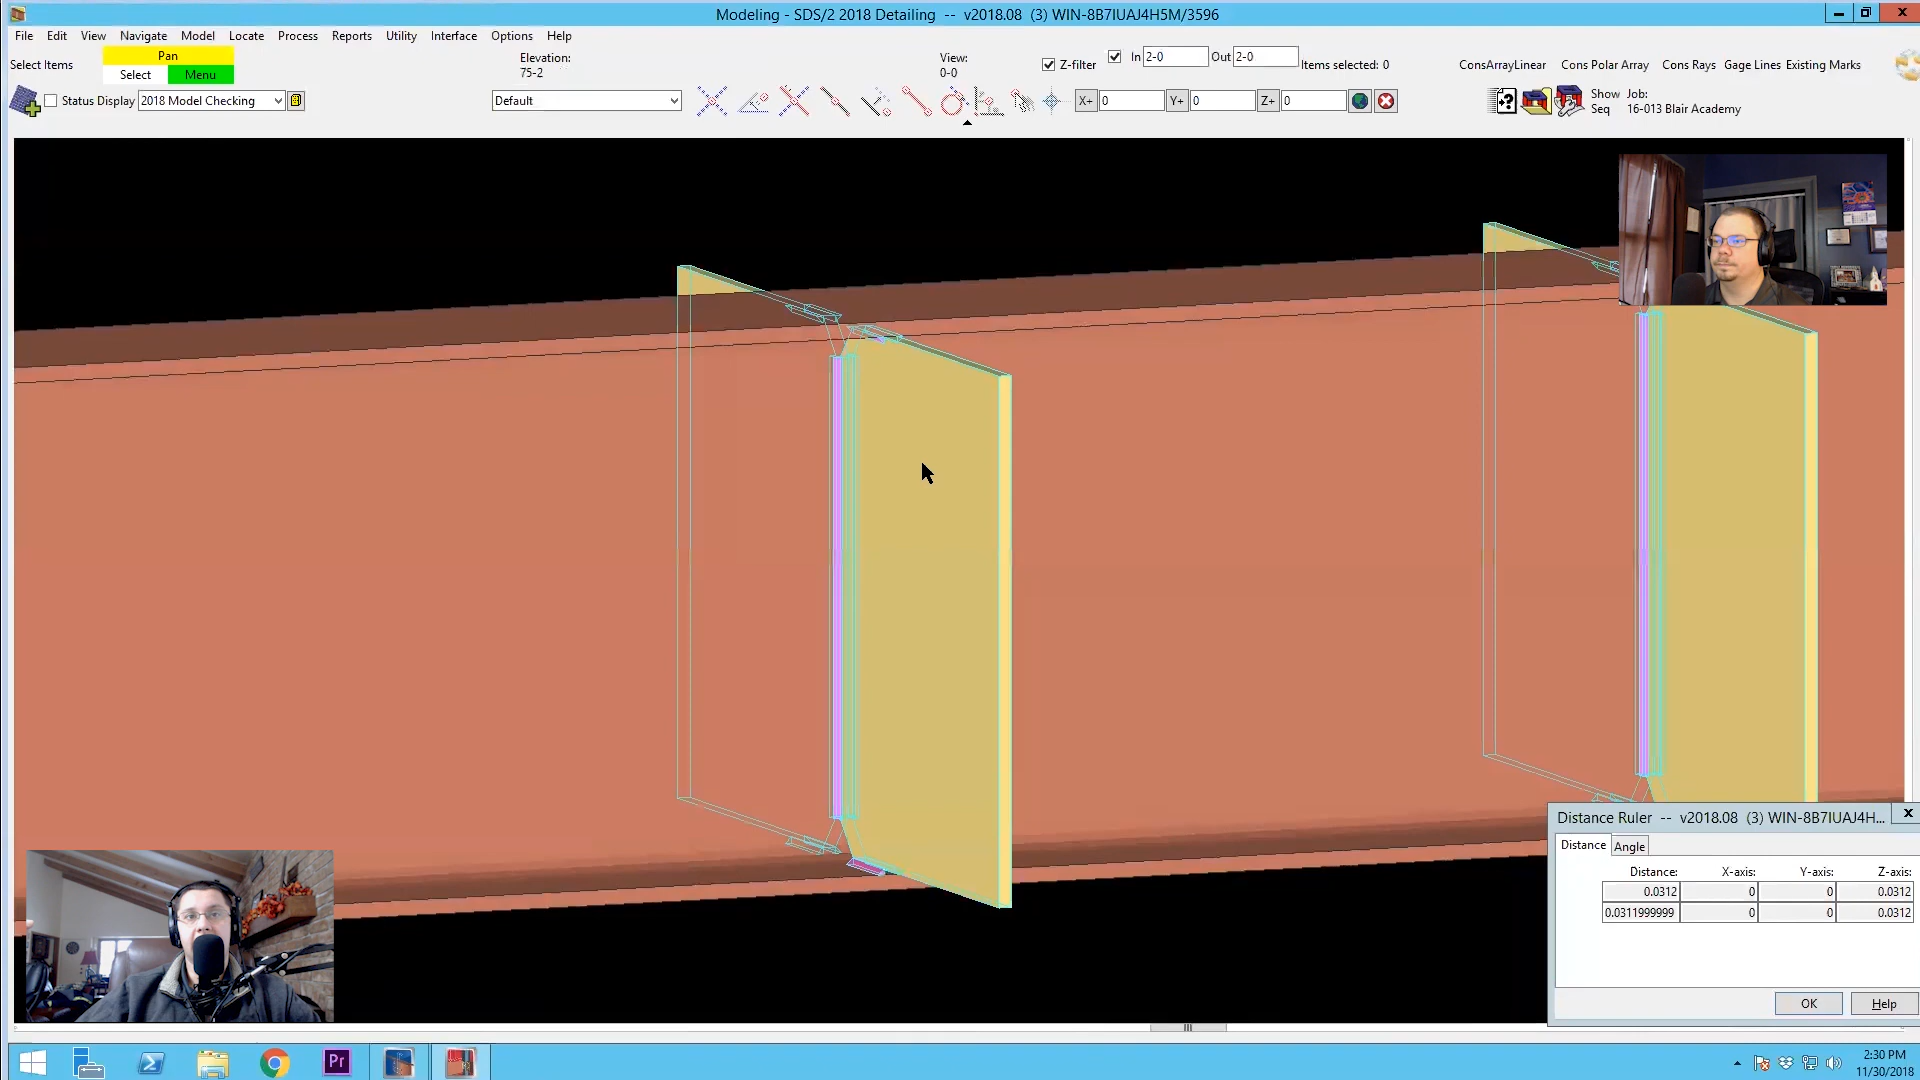 Modeling - SDS/2 2018 Detailing -- v2018.08 (3) WIN-8B7IUAJ4H5M/3596
File Edit View Navigate Model Locate Process Reports Utility Interface Options Help
Select Items
Pan
Select Menu
Elevation:
75-2
View:
0-0
Z-filter
In 2-0 Out 2-0 Items selected: 0
ConsArrayLinear Cons Polar Array Cons Rays Gage Lines Existing Marks
Status Display 2018 Model Checking
Default
X+ 0 Y+ 0 Z+ 0
Show
Seq
Job:
16-013 Blair Academy
Distance Ruler -- v2018.08 (3) WIN-8B7IUAJ4H...
Distance Angle
Distance: X-axis: Y-axis: Z-axis:
0.0312 0 0 0.0312
0.0311999999 0 0 0.0312
OK Help
Pr
2:30 PM
11/30/2018